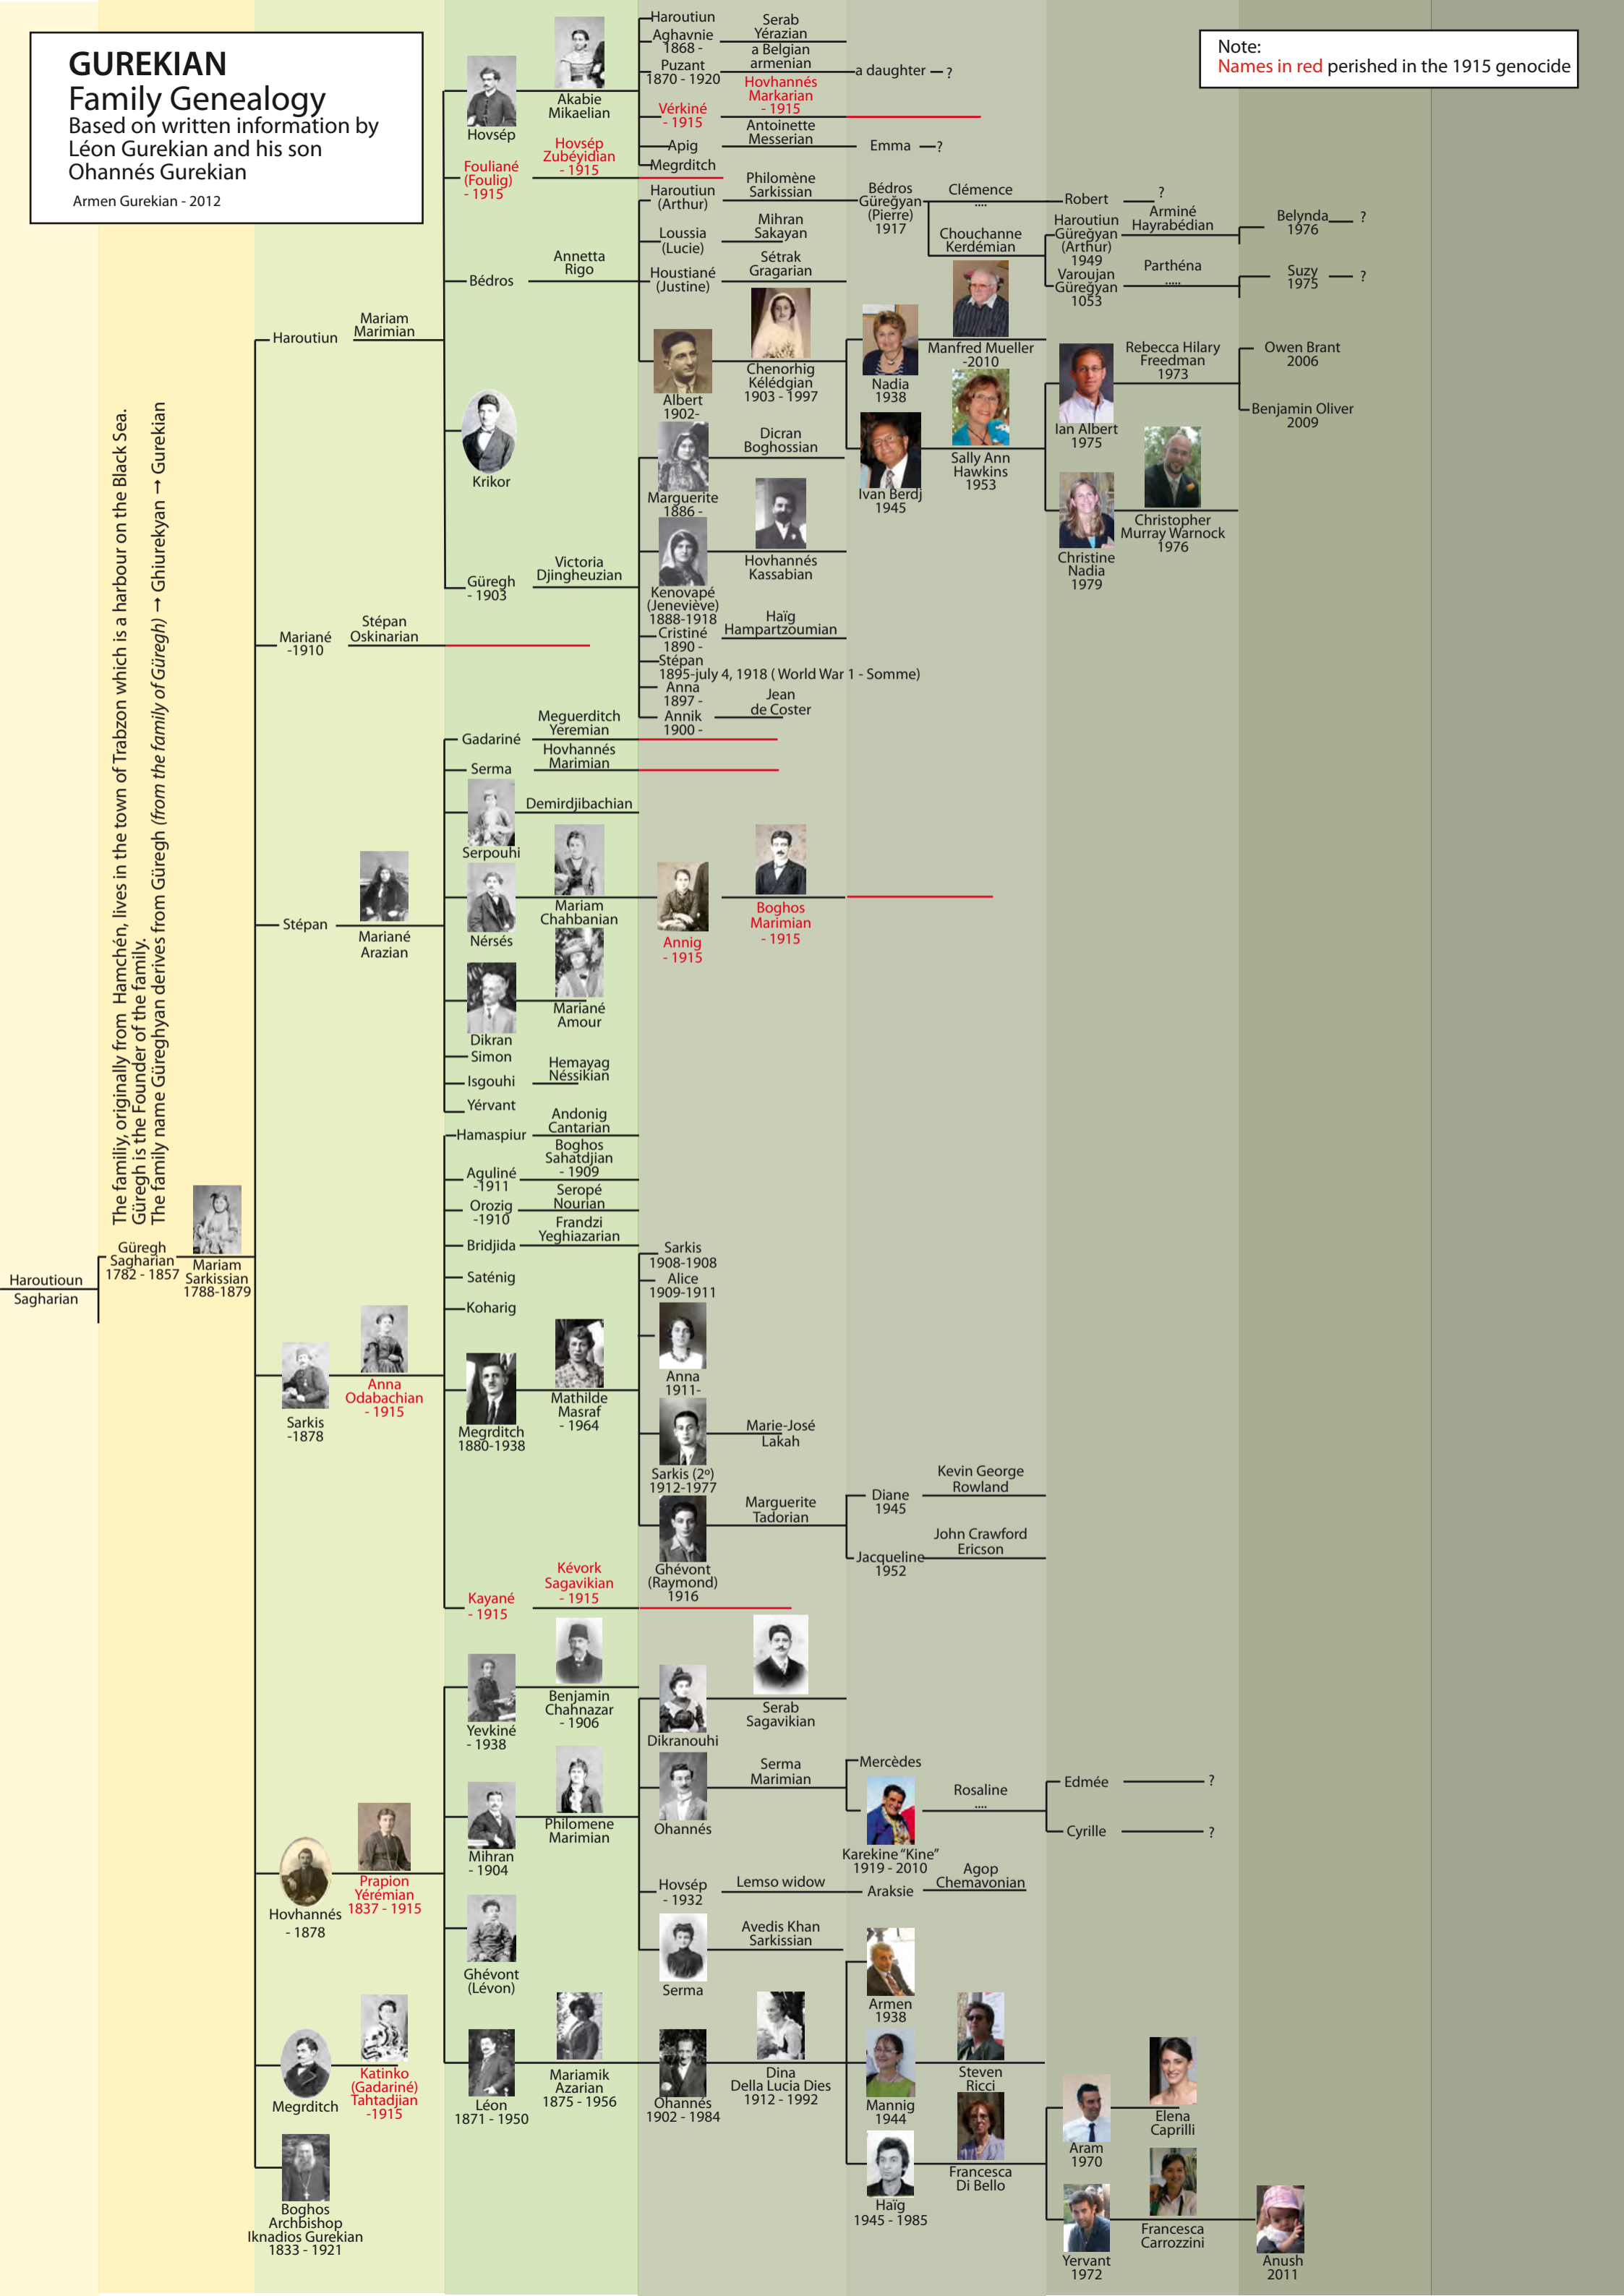 GUREKIAN
Family Genealogy
Based on written information by
Léon Gurekian and his son
Ohannés Gurekian
Armen Gurekian - 2012
Note:
Names in red perished in the 1915 genocide
The familiy, originally from Hamchén, lives in the town of Trabzon which is a harbour on the Black Sea.
Güregh is the Founder of the family.
The family name Güreghyan derives from Güregh (from the family of Güregh) → Ghiurekyan → Gurekian
Haroutioun
Sagharian
Güregh
Sagharian
1782 - 1857
Mariam
Sarkissian
1788-1879
Haroutiun
Mariam
Marimian
Mariané
-1910
Stépan
Oskinarian
Stépan
Mariané
Arazian
Sarkis
-1878
Anna
Odabachian
- 1915
Hovhannés
- 1878
Prapion
Yérémian
1837 - 1915
Megrditch
Katinko
(Gadariné)
Tahtadjian
-1915
Boghos
Archbishop
Iknadios Gurekian
1833 - 1921
Hovsép
Akabie
Mikaelian
Fouliané
(Foulig)
- 1915
Hovsép
Zubéyidian
- 1915
Bédros
Annetta
Rigo
Krikor
Güregh
- 1903
Victoria
Djingheuzian
Gadariné
Meguerditch
Yeremian
Serma
Hovhannés
Marimian
Serpouhi
Demirdjibachian
Nérsés
Mariam
Chahbanian
Dikran
Mariané
Amour
Simon
Isgouhi
Hemayag
Néssikian
Yérvant
Hamaspiur
Andonig
Cantarian
Aguliné
-1911
Boghos
Sahatdjian
- 1909
Orozig
-1910
Seropé
Nourian
Bridjida
Frandzi
Yeghiazarian
Saténig
Koharig
Megrditch
1880-1938
Mathilde
Masraf
- 1964
Kayané
- 1915
Kévork
Sagavikian
- 1915
Yevkiné
- 1938
Benjamin
Chahnazar
- 1906
Mihran
- 1904
Philomene
Marimian
Ghévont
(Lévon)
Léon
1871 - 1950
Mariamik
Azarian
1875 - 1956
Haroutiun
Aghavnie
1868 -
Serab
Yérazian
Puzant
1870 - 1920
a Belgian
armenian
a daughter — ?
Vérkiné
- 1915
Hovhannés
Markarian
- 1915
Apig
Antoinette
Messerian
Emma — ?
Megrditch
Haroutiun
(Arthur)
Philomène
Sarkissian
Bédros
Güreğyan
(Pierre)
1917
Clémence
....
Robert
?
Chouchanne
Kerdémian
Haroutiun
Güreğyan
(Arthur)
1949
Arminé
Hayrabédian
Belynda
1976
?
Varoujan
Güreğyan
1053
Parthéna
.....
Suzy
1975
?
Loussia
(Lucie)
Mihran
Sakayan
Houstiané
(Justine)
Sétrak
Gragarian
Albert
1902-
Chenorhig
Kélédgian
1903 - 1997
Nadia
1938
Manfred Mueller
-2010
Ivan Berdj
1945
Sally Ann
Hawkins
1953
Ian Albert
1975
Rebecca Hilary
Freedman
1973
Owen Brant
2006
Benjamin Oliver
2009
Christine
Nadia
1979
Christopher
Murray Warnock
1976
Marguerite
1886 -
Dicran
Boghossian
Kenovapé
(Jeneviève)
1888-1918
Hovhannés
Kassabian
Cristiné
1890 -
Haïg
Hampartzoumian
Stépan
1895-july 4, 1918 ( World War 1 - Somme)
Anna
1897 -
Annik
1900 -
Jean
de Coster
Annig
- 1915
Boghos
Marimian
- 1915
Sarkis
1908-1908
Alice
1909-1911
Anna
1911-
Sarkis (2º)
1912-1977
Marie-José
Lakah
Ghévont
(Raymond)
1916
Marguerite
Tadorian
Diane
1945
Kevin George
Rowland
Jacqueline
1952
John Crawford
Ericson
Dikranouhi
Serab
Sagavikian
Ohannés
Serma
Marimian
Mercèdes
Karekine “Kine”
1919 - 2010
Rosaline
....
Edmée
?
Cyrille
?
Hovsép
- 1932
Lemso widow
Araksie
Agop
Chemavonian
Serma
Avedis Khan
Sarkissian
Ohannés
1902 - 1984
Dina
Della Lucia Dies
1912 - 1992
Armen
1938
Mannig
1944
Steven
Ricci
Haïg
1945 - 1985
Francesca
Di Bello
Aram
1970
Elena
Caprilli
Yervant
1972
Francesca
Carrozzini
Anush
2011